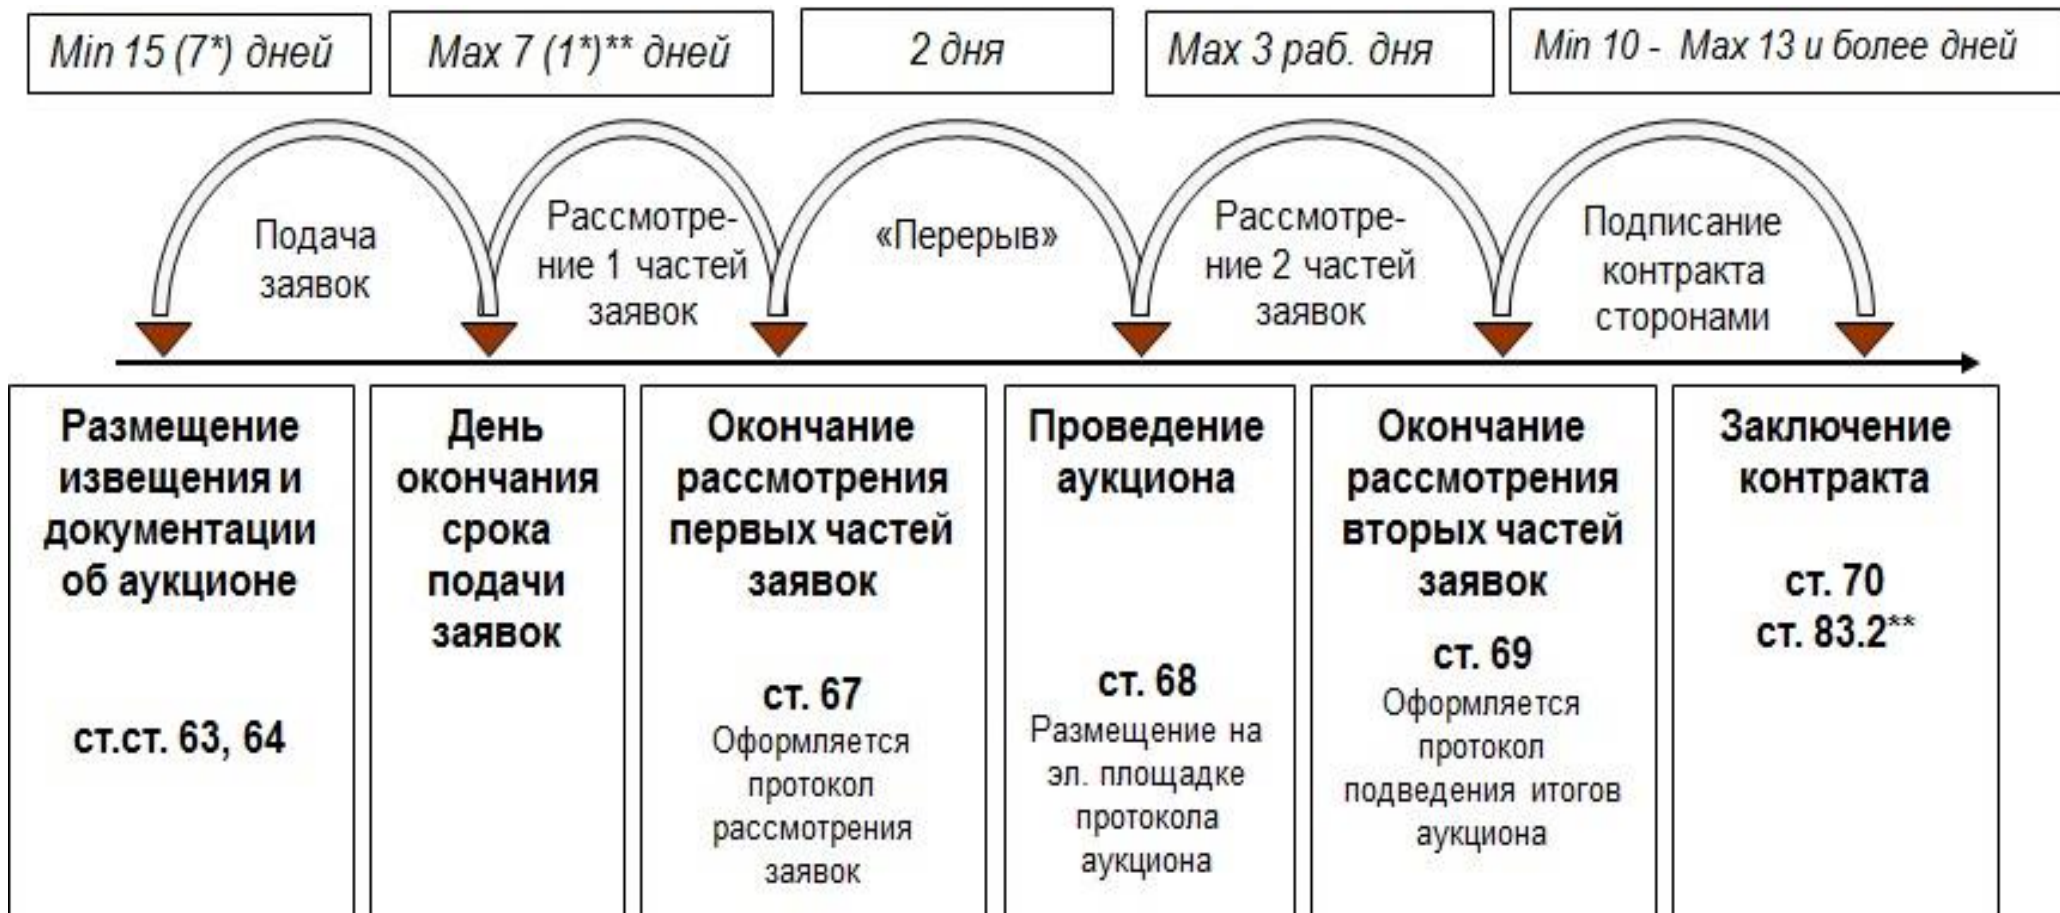 Min 15 (7*) дней
Max 7 (1*)** дней
2 дня
Max 3 раб. дня
Min 10 - Max 13 и более дней
Подача
заявок
Рассмотре-
ние 1 частей
заявок
«Перерыв»
Рассмотре-
ние 2 частей
заявок
Подписание
контракта
сторонами
Размещение
извещения и
документации
об аукционе
ст.ст. 63, 64
День
окончания
срока
подачи
заявок
Окончание
рассмотрения
первых частей
заявок
ст. 67
Оформляется
протокол
рассмотрения
заявок
Проведение
аукциона
ст. 68
Размещение на
эл. площадке
протокола
аукциона
Окончание
рассмотрения
вторых частей
заявок
ст. 69
Оформляется
протокол
подведения итогов
аукциона
Заключение
контракта
ст. 70
ст. 83.2**